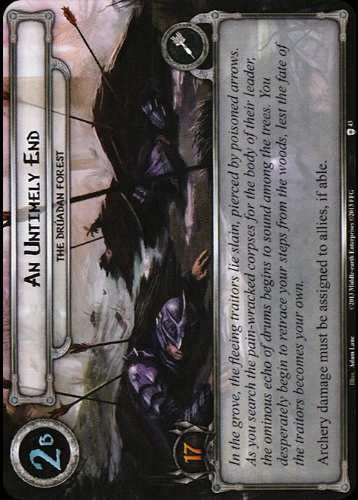 2B
AN UNTIMELY END
THE DRÚADAN FOREST
17
In the grove, the fleeing traitors lie slain, pierced by poisoned arrows.
As you search the pain-wracked corpses for the body of their leader,
the ominous echo of drums begins to sound among the trees. You
desperately begin to retrace your steps from the woods, lest the fate of
the traitors becomes your own.
Archery damage must be assigned to allies, if able.
Illus. Adam Lane ©2013 Middle-earth Enterprises ©2013 FFG 43